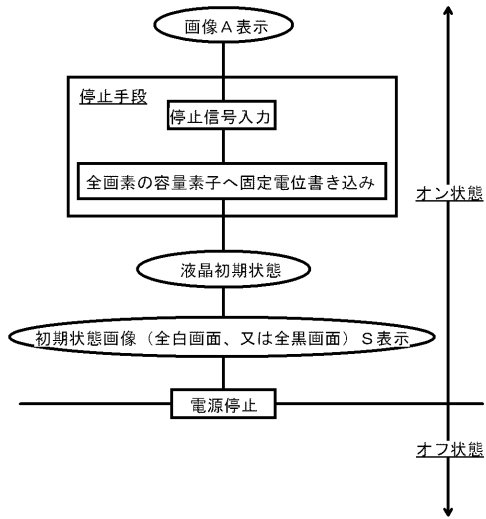 画像Ａ表示
停止手段
停止信号入力
全画素の容量素子へ固定電位書き込み
オン状態
液晶初期状態
初期状態画像（全白画面、又は全黒画面）Ｓ表示
電源停止
オフ状態